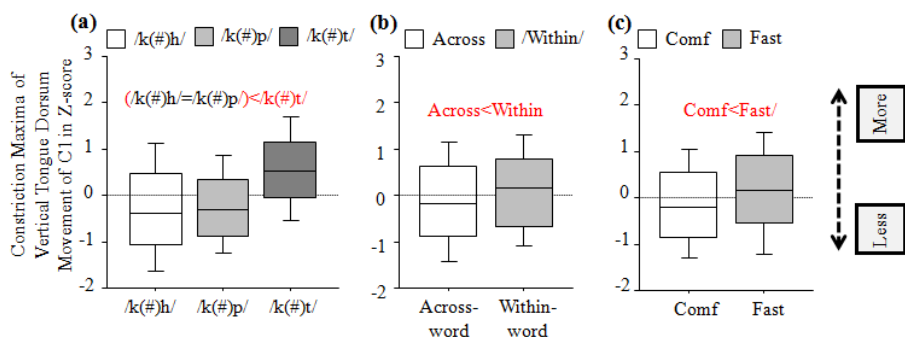 (a)
/k(#)h/ /k(#)p/ /k(#)t/
Constriction Maxima of
Vertical Tongue Dorsum
Movement of C1 in Z-score
3
2
1
0
-1
-2
(/k(#)h/=/k(#)p/)</k(#)t/
/k(#)h/ /k(#)p/ /k(#)t/
(b)
Across /Within/
3
2
1
0
-1
-2
Across<Within
Across-
word
Within-
word
(c)
Comf Fast
3
2
1
0
-1
-2
Comf<Fast/
Comf Fast
More
Less